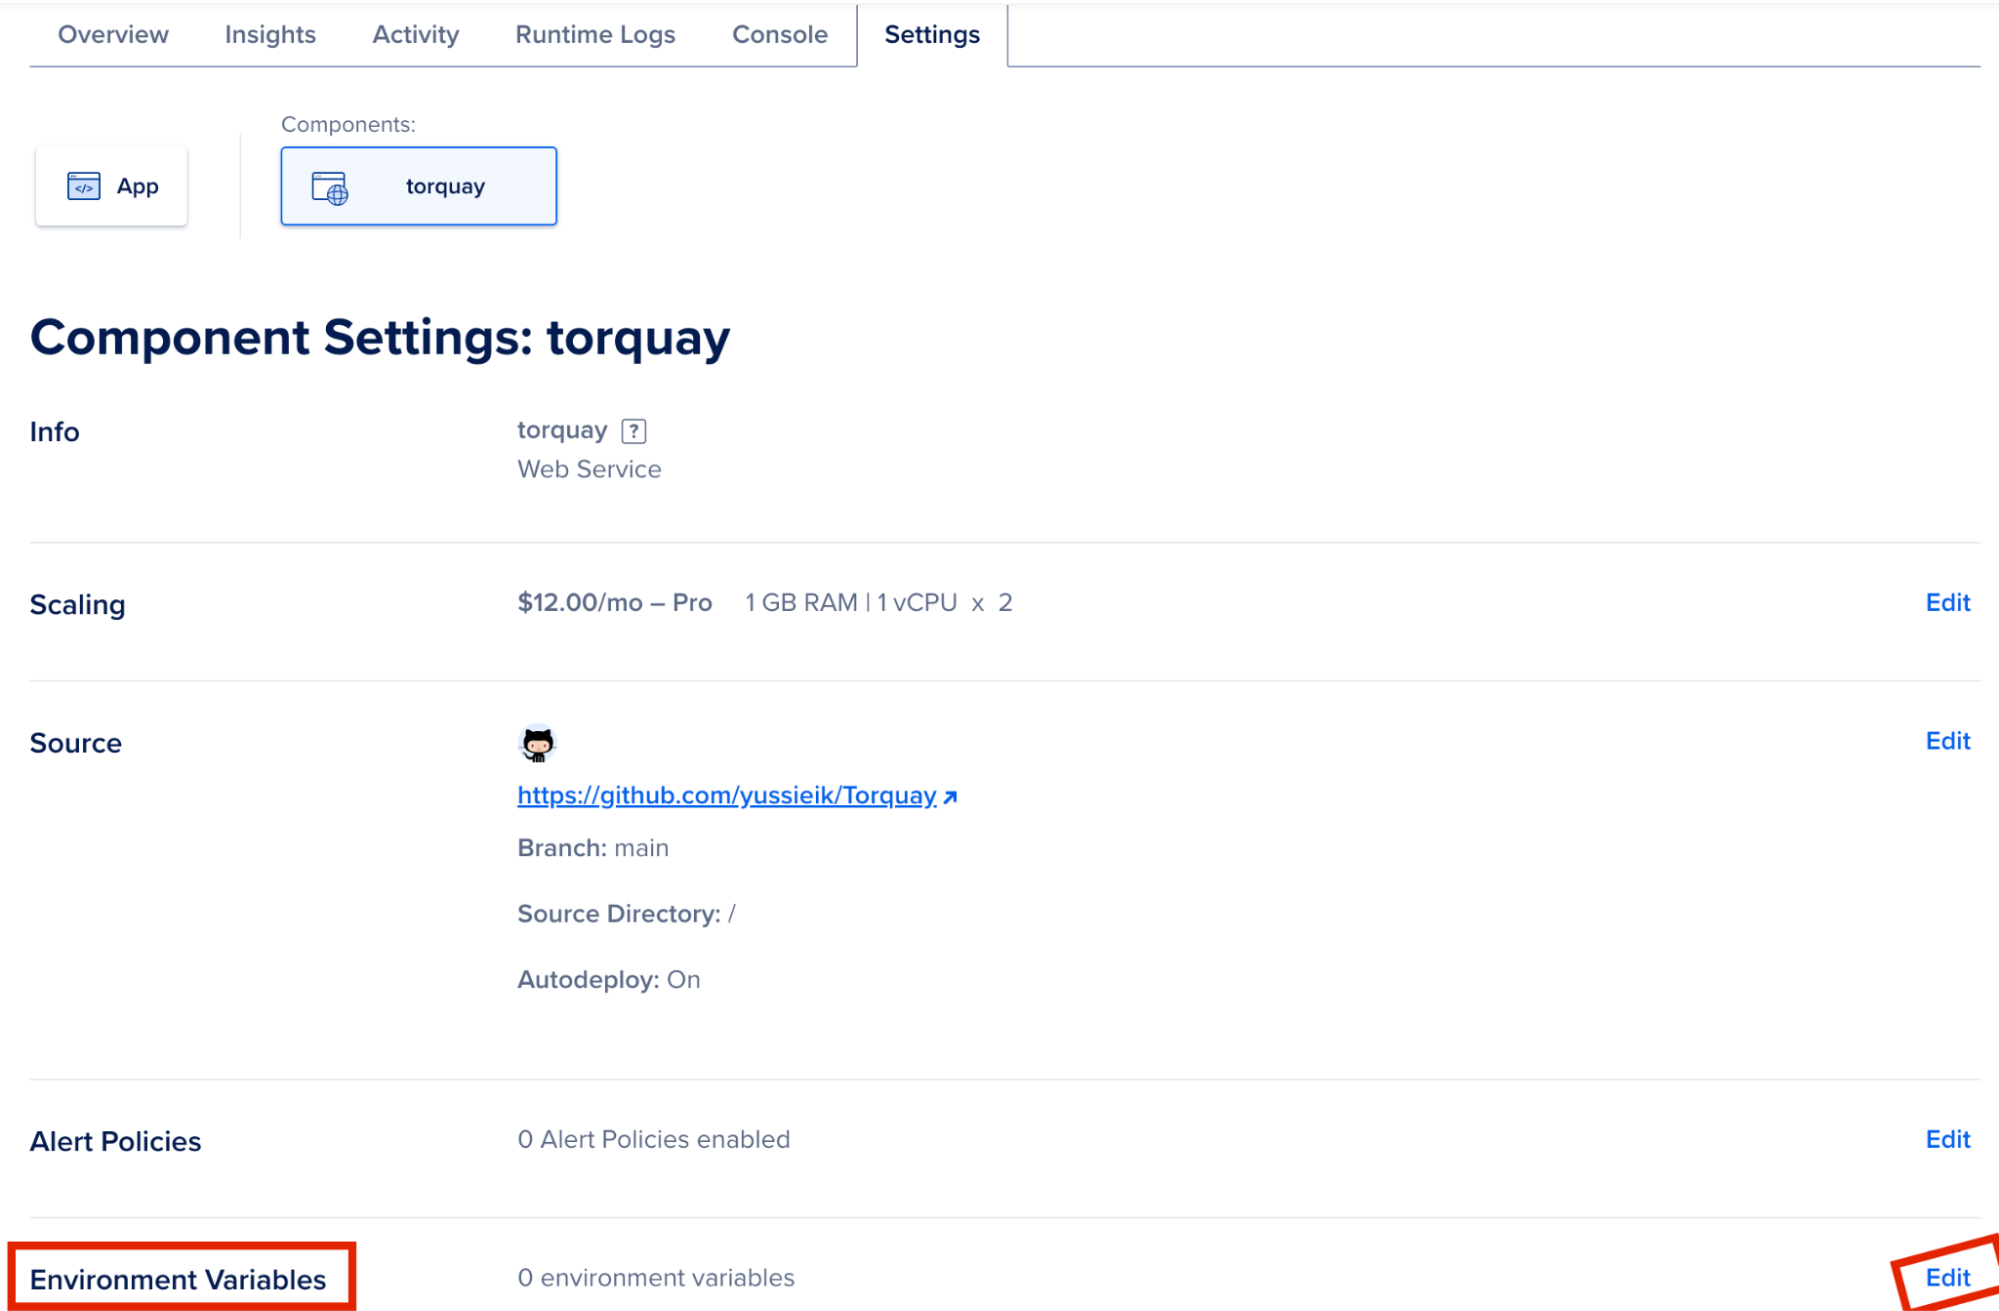 Overview Insights Activity Runtime Logs Console Settings
Components:
</> App
torquay
Component Settings: torquay
Info
torquay ?
Web Service
Scaling
$12.00/mo – Pro 1 GB RAM | 1 vCPU x 2
Edit
Source
Edit
https://github.com/yussieik/Torquay
Branch: main
Source Directory: /
Autodeploy: On
Alert Policies
0 Alert Policies enabled
Edit
Environment Variables
0 environment variables
Edit